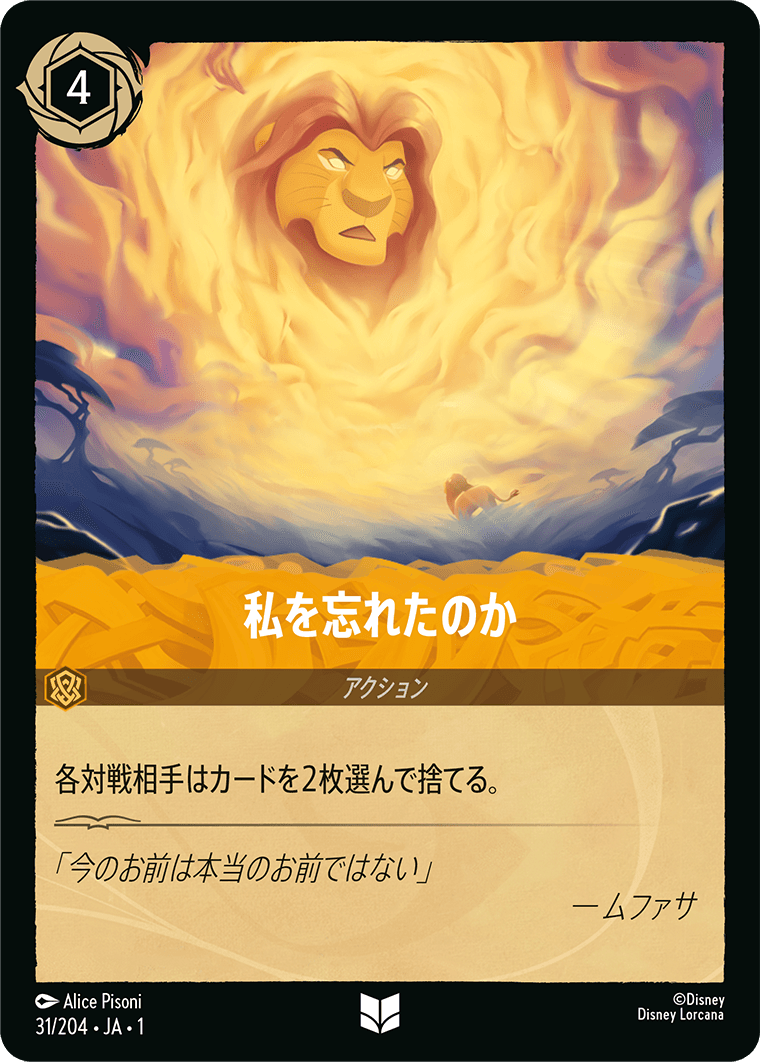 4
私を忘れたのか
アクション
各対戦相手はカードを2枚選んで捨てる。
「今のお前は本当のお前ではない」
—ムファサ
Alice Pisoni
31/204 • JA • 1
©Disney
Disney Lorcana